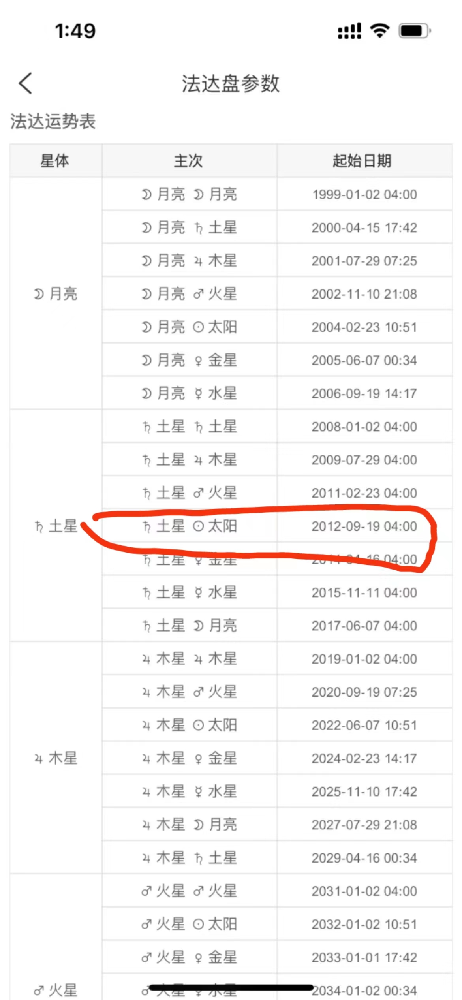 1:49
法达盘参数
法达运势表
星体 主次 起始日期
☽ 月亮 ☽ 月亮 1999-01-02 04:00
☽ 月亮 ♄ 土星 2000-04-15 17:42
☽ 月亮 ♃ 木星 2001-07-29 07:25
☽ 月亮 ☽ 月亮 ♂ 火星 2002-11-10 21:08
☽ 月亮 ☉ 太阳 2004-02-23 10:51
☽ 月亮 ♀ 金星 2005-06-07 00:34
☽ 月亮 ☿ 水星 2006-09-19 14:17
♄ 土星 ♄ 土星 2008-01-02 04:00
♄ 土星 ♃ 木星 2009-07-29 04:00
♄ 土星 ♂ 火星 2011-02-23 04:00
♄ 土星 ♄ 土星 ☉ 太阳 2012-09-19 04:00
♄ 土星 ♀ 金星 2014-04-16 04:00
♄ 土星 ☿ 水星 2015-11-11 04:00
♄ 土星 ☽ 月亮 2017-06-07 04:00
♃ 木星 ♃ 木星 2019-01-02 04:00
♃ 木星 ♂ 火星 2020-09-19 07:25
♃ 木星 ☉ 太阳 2022-06-07 10:51
♃ 木星 ♃ 木星 ♀ 金星 2024-02-23 14:17
♃ 木星 ☿ 水星 2025-11-10 17:42
♃ 木星 ☽ 月亮 2027-07-29 21:08
♃ 木星 ♄ 土星 2029-04-16 00:34
♂ 火星 ♂ 火星 2031-01-02 04:00
♂ 火星 ☉ 太阳 2032-01-02 10:51
♂ 火星 ♀ 金星 2033-01-01 17:42
♂ 火星 ♂ 火星 ☿ 水星 2034-01-02 00:34